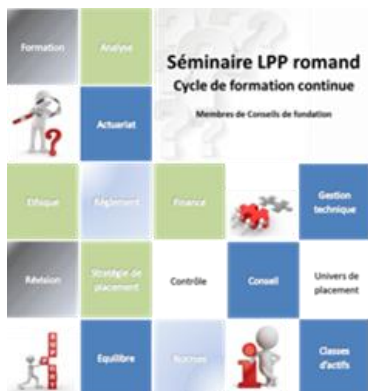 Formation
Analyse
Séminaire LPP romand
Cycle de formation continue
Membres de Conseils de fondation
Actuariat
Ethique
Règlement
Finance
Gestion
technique
Révision
Stratégie de
placement
Contrôle
Conseil
Univers de
placement
SUPPORT
Equilibre
Normes
Classes
d'actifs